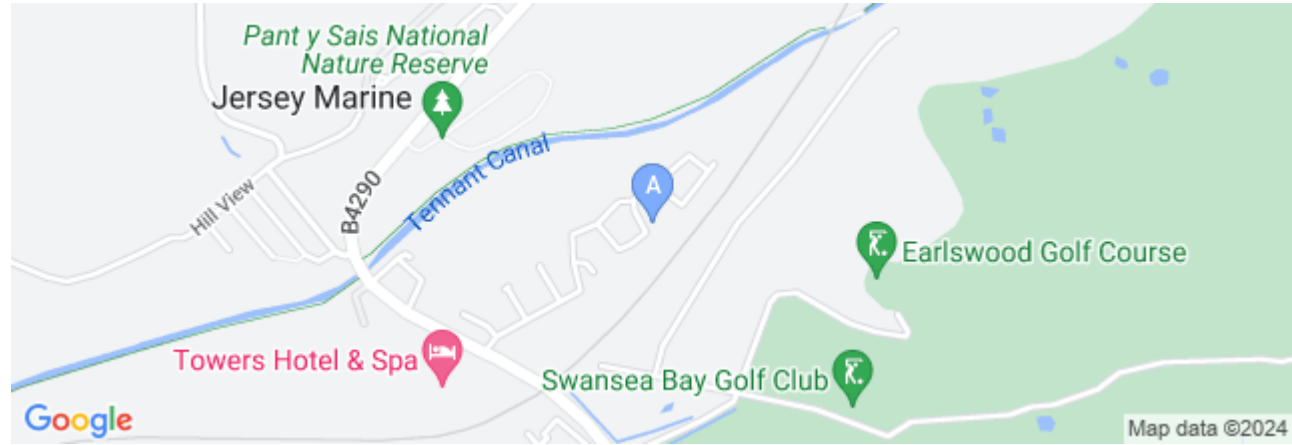 Pant y Sais National
Nature Reserve
Jersey Marine
Tennant Canal
A
Hill View
B4290
Earlswood Golf Course
Towers Hotel & Spa
Swansea Bay Golf Club
Google
Map data ©2024